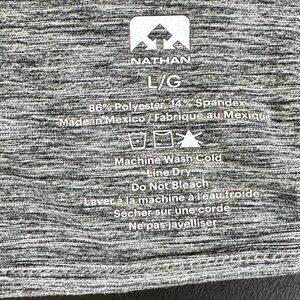 NATHAN
L/G
86% Polyester, 14% Spandex
Made in Mexico / Fabriqué au Mexique
Machine Wash Cold
Line Dry
Do Not Bleach
Laver à la machine à l'eau froide
Sécher sur une corde
Ne pas javelliser